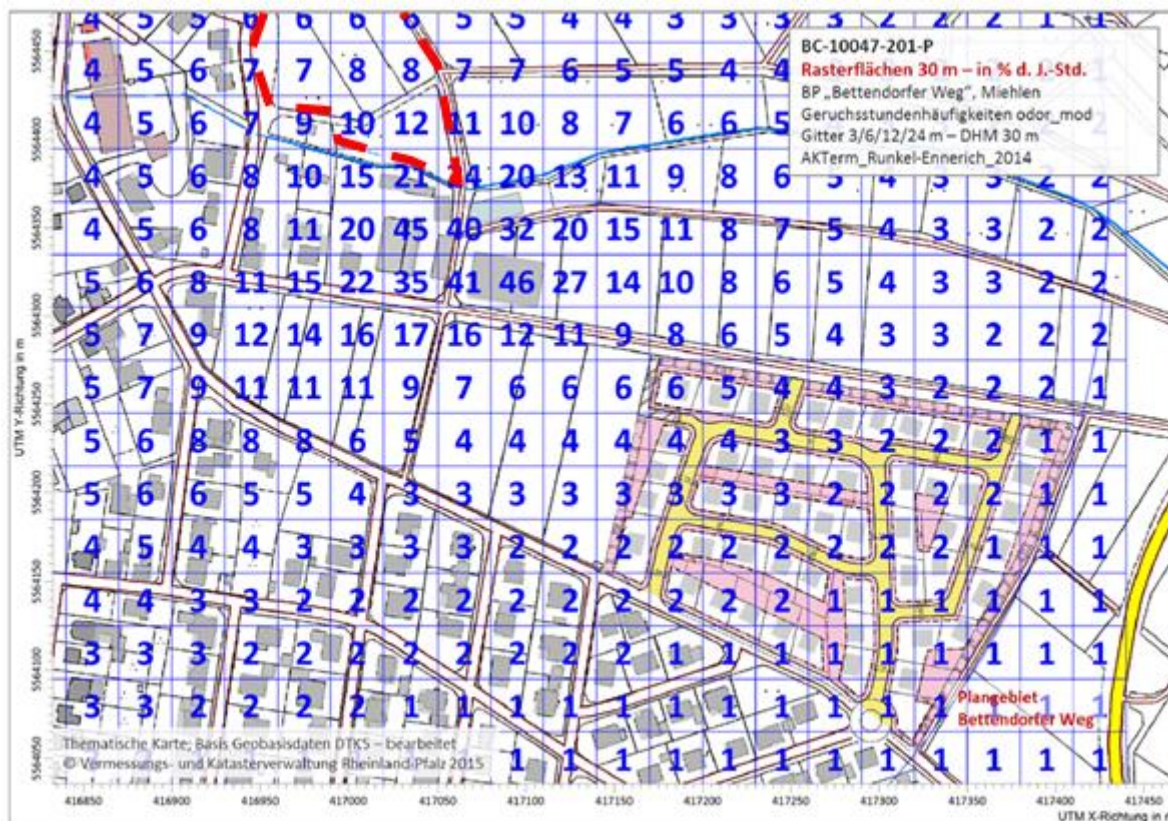 BC-10047-201-P
Rasterflächen 30 m – in % d. J.-Std.
BP „Bettendorfer Weg“, Miehlen
Geruchsstundenhäufigkeiten odor_mod
Gitter 3/6/12/24 m – DHM 30 m
AKTerm_Runkel-Ennerich_2014
4 5 5 6 6 6 6 5 5 4 4 3 3 3 2 2 2 2 1 1
4 5 6 7 7 8 8 7 7 6 5 5 4 4
4 5 6 7 9 10 12 11 10 8 7 6 6 5
4 5 6 8 10 15 21 20 13 11 9 8 6 5 4 3 3 2 2
4 5 6 8 11 20 45 40 32 20 15 11 8 7 5 4 3 3 2 2
5 6 8 11 15 22 35 41 46 27 14 10 8 6 5 4 3 3 2 2
5 7 9 12 14 16 17 16 12 11 9 8 6 5 4 3 3 2 2 2
5 7 9 11 11 11 9 7 6 6 6 6 5 4 4 3 2 2 2 1
5 6 8 8 8 6 5 4 4 4 4 4 4 3 3 2 2 2 1 1
5 6 6 5 5 4 3 3 3 3 3 3 3 3 2 2 2 2 1 1
4 5 4 4 3 3 3 3 2 2 2 2 2 2 2 2 2 1 1 1
4 4 3 3 2 2 2 2 2 2 2 2 2 2 1 1 1 1 1 1
3 3 3 2 2 2 2 2 2 2 2 1 1 1 1 1 1 1 1 1
3 3 2 2 2 2 1 1 1 1 1 1 1 1 1 1 1 1 1
1 1 1 1 1 1 1 1 1 1 1 1
Plangebiet
Bettendorfer Weg
Thematische Karte; Basis Geobasisdaten DTK5 – bearbeitet
© Vermessungs- und Katasterverwaltung Rheinland-Pfalz 2015
UTM Y-Richtung in m
5564450
5564400
5564350
5564300
5564250
5564200
5564150
5564100
5564050
416850 416900 416950 417000 417050 417100 417150 417200 417250 417300 417350 417400 417450
UTM X-Richtung in m